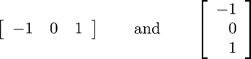 [ −1 0 1 ] and [ −1
0
1 ]